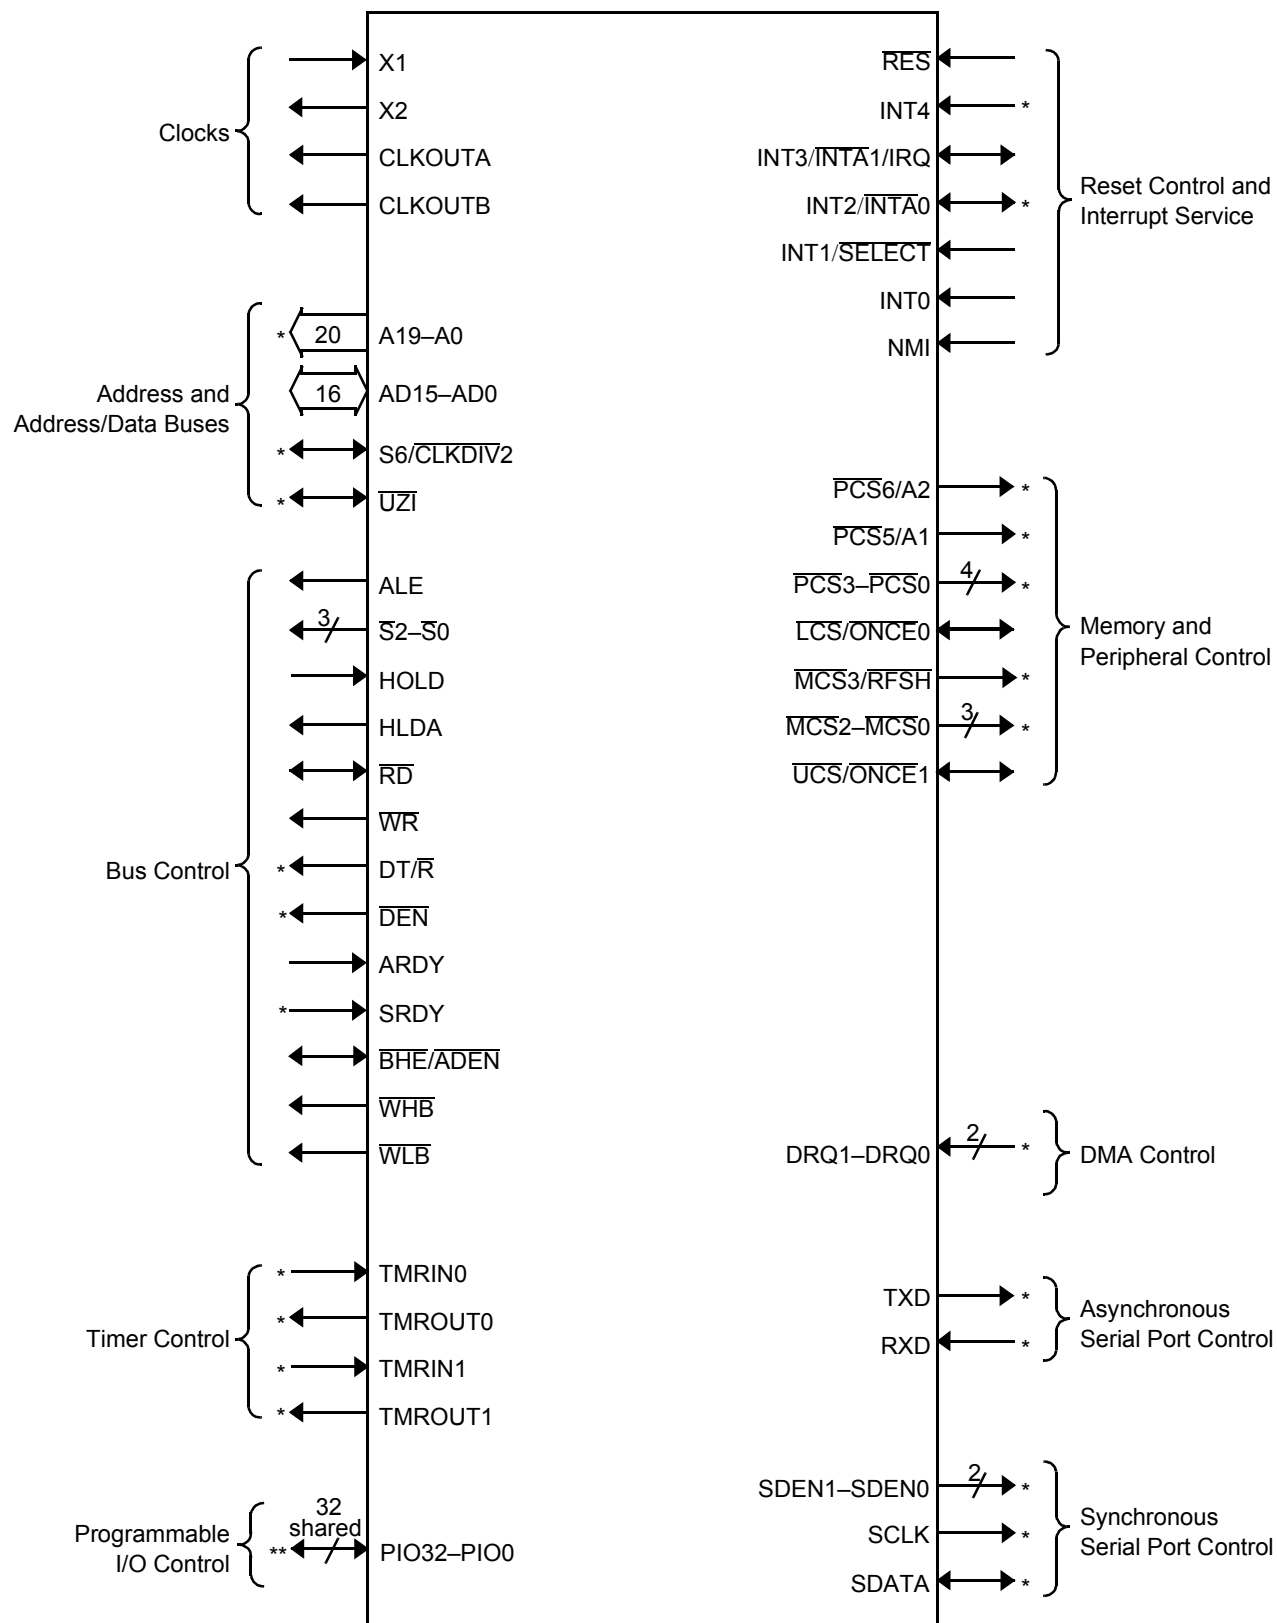 Clocks
X1
X2
CLKOUTA
CLKOUTB
Address and
Address/Data Buses
* 20 A19–A0
16 AD15–AD0
* S6/CLKDIV2
* UZI
Bus Control
ALE
3 S2–S0
HOLD
HLDA
RD
WR
* DT/R
* DEN
ARDY
* SRDY
BHE/ADEN
WHB
WLB
Timer Control
* TMRIN0
* TMROUT0
* TMRIN1
* TMROUT1
Programmable
I/O Control
32
shared
** PIO32–PIO0
RES
INT4 *
INT3/INTA1/IRQ
INT2/INTA0 *
INT1/SELECT
INT0
NMI
Reset Control and
Interrupt Service
PCS6/A2 *
PCS5/A1 *
PCS3–PCS0 4 *
LCS/ONCE0
MCS3/RFSH *
MCS2–MCS0 3 *
UCS/ONCE1
Memory and
Peripheral Control
DRQ1–DRQ0 2 *
DMA Control
TXD *
RXD *
Asynchronous
Serial Port Control
SDEN1–SDEN0 2 *
SCLK *
SDATA *
Synchronous
Serial Port Control